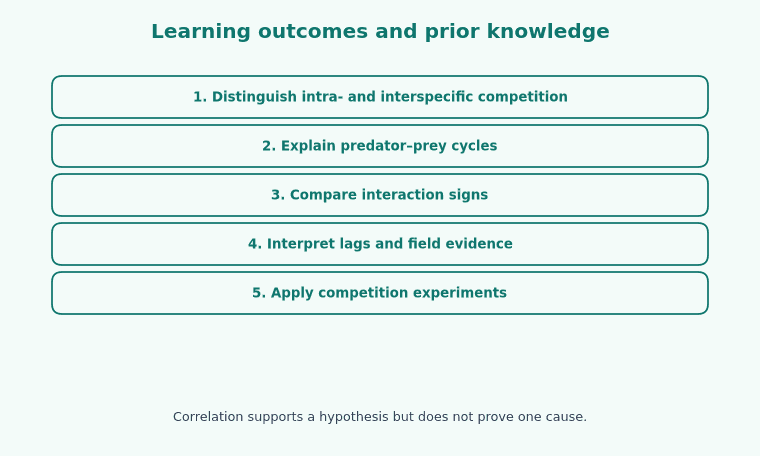 Learning outcomes and prior knowledge
1. Distinguish intra- and interspecific competition
2. Explain predator–prey cycles
3. Compare interaction signs
4. Interpret lags and field evidence
5. Apply competition experiments
Correlation supports a hypothesis but does not prove one cause.